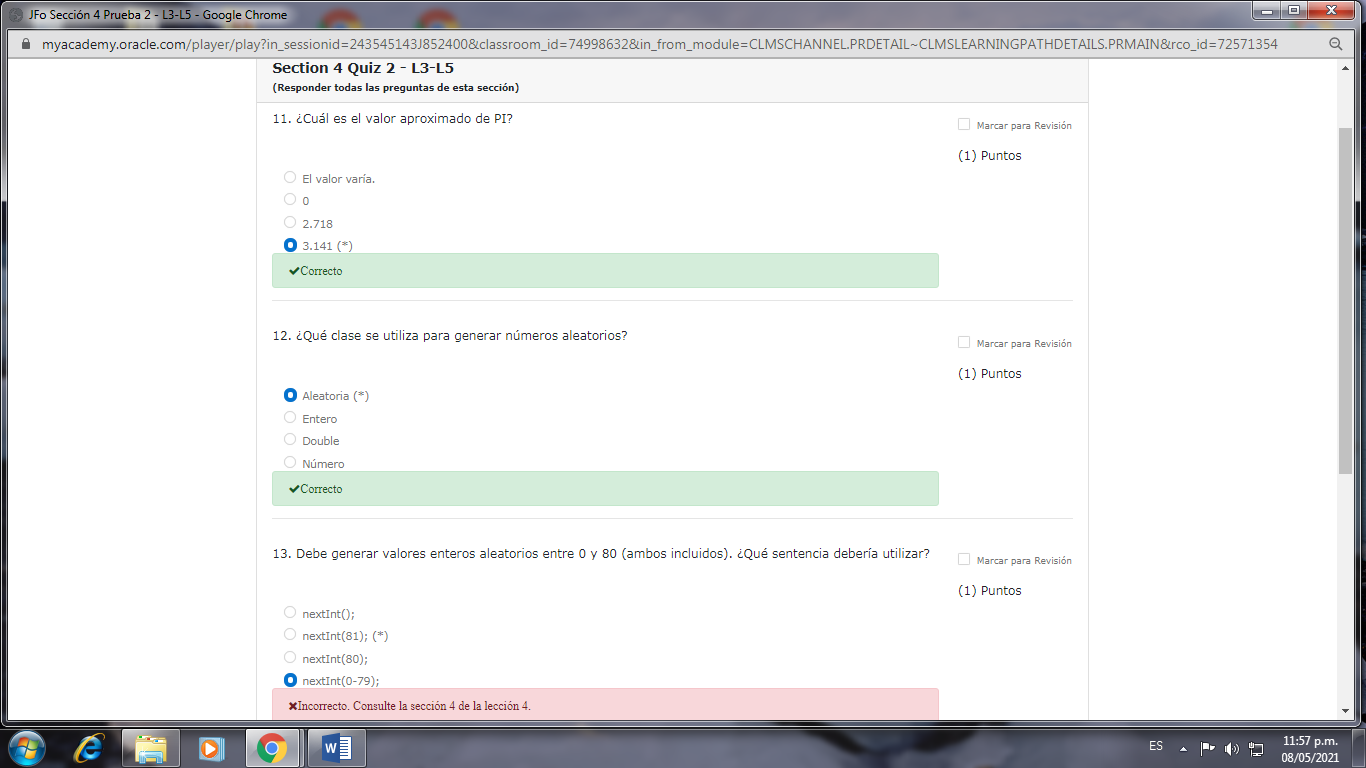 JFo Sección 4 Prueba 2 - L3-L5 - Google Chrome
myacademy.oracle.com/player/play?in_sessionid=243545143J852400&classroom_id=74998632&in_from_module=CLMSCHANNEL.PRDETAIL~CLMSLEARNINGPATHDETAILS.PRMAIN&rco_id=72571354
Section 4 Quiz 2 - L3-L5
(Responder todas las preguntas de esta sección)
11. ¿Cuál es el valor aproximado de PI?
Marcar para Revisión
(1) Puntos
El valor varía.
0
2.718
3.141 (*)
Correcto
12. ¿Qué clase se utiliza para generar números aleatorios?
Marcar para Revisión
(1) Puntos
Aleatoria (*)
Entero
Double
Número
Correcto
13. Debe generar valores enteros aleatorios entre 0 y 80 (ambos incluidos). ¿Qué sentencia debería utilizar?
Marcar para Revisión
(1) Puntos
nextInt();
nextInt(81); (*)
nextInt(80);
nextInt(0-79);
Incorrecto. Consulte la sección 4 de la lección 4.
ES
11:57 p.m.
08/05/2021